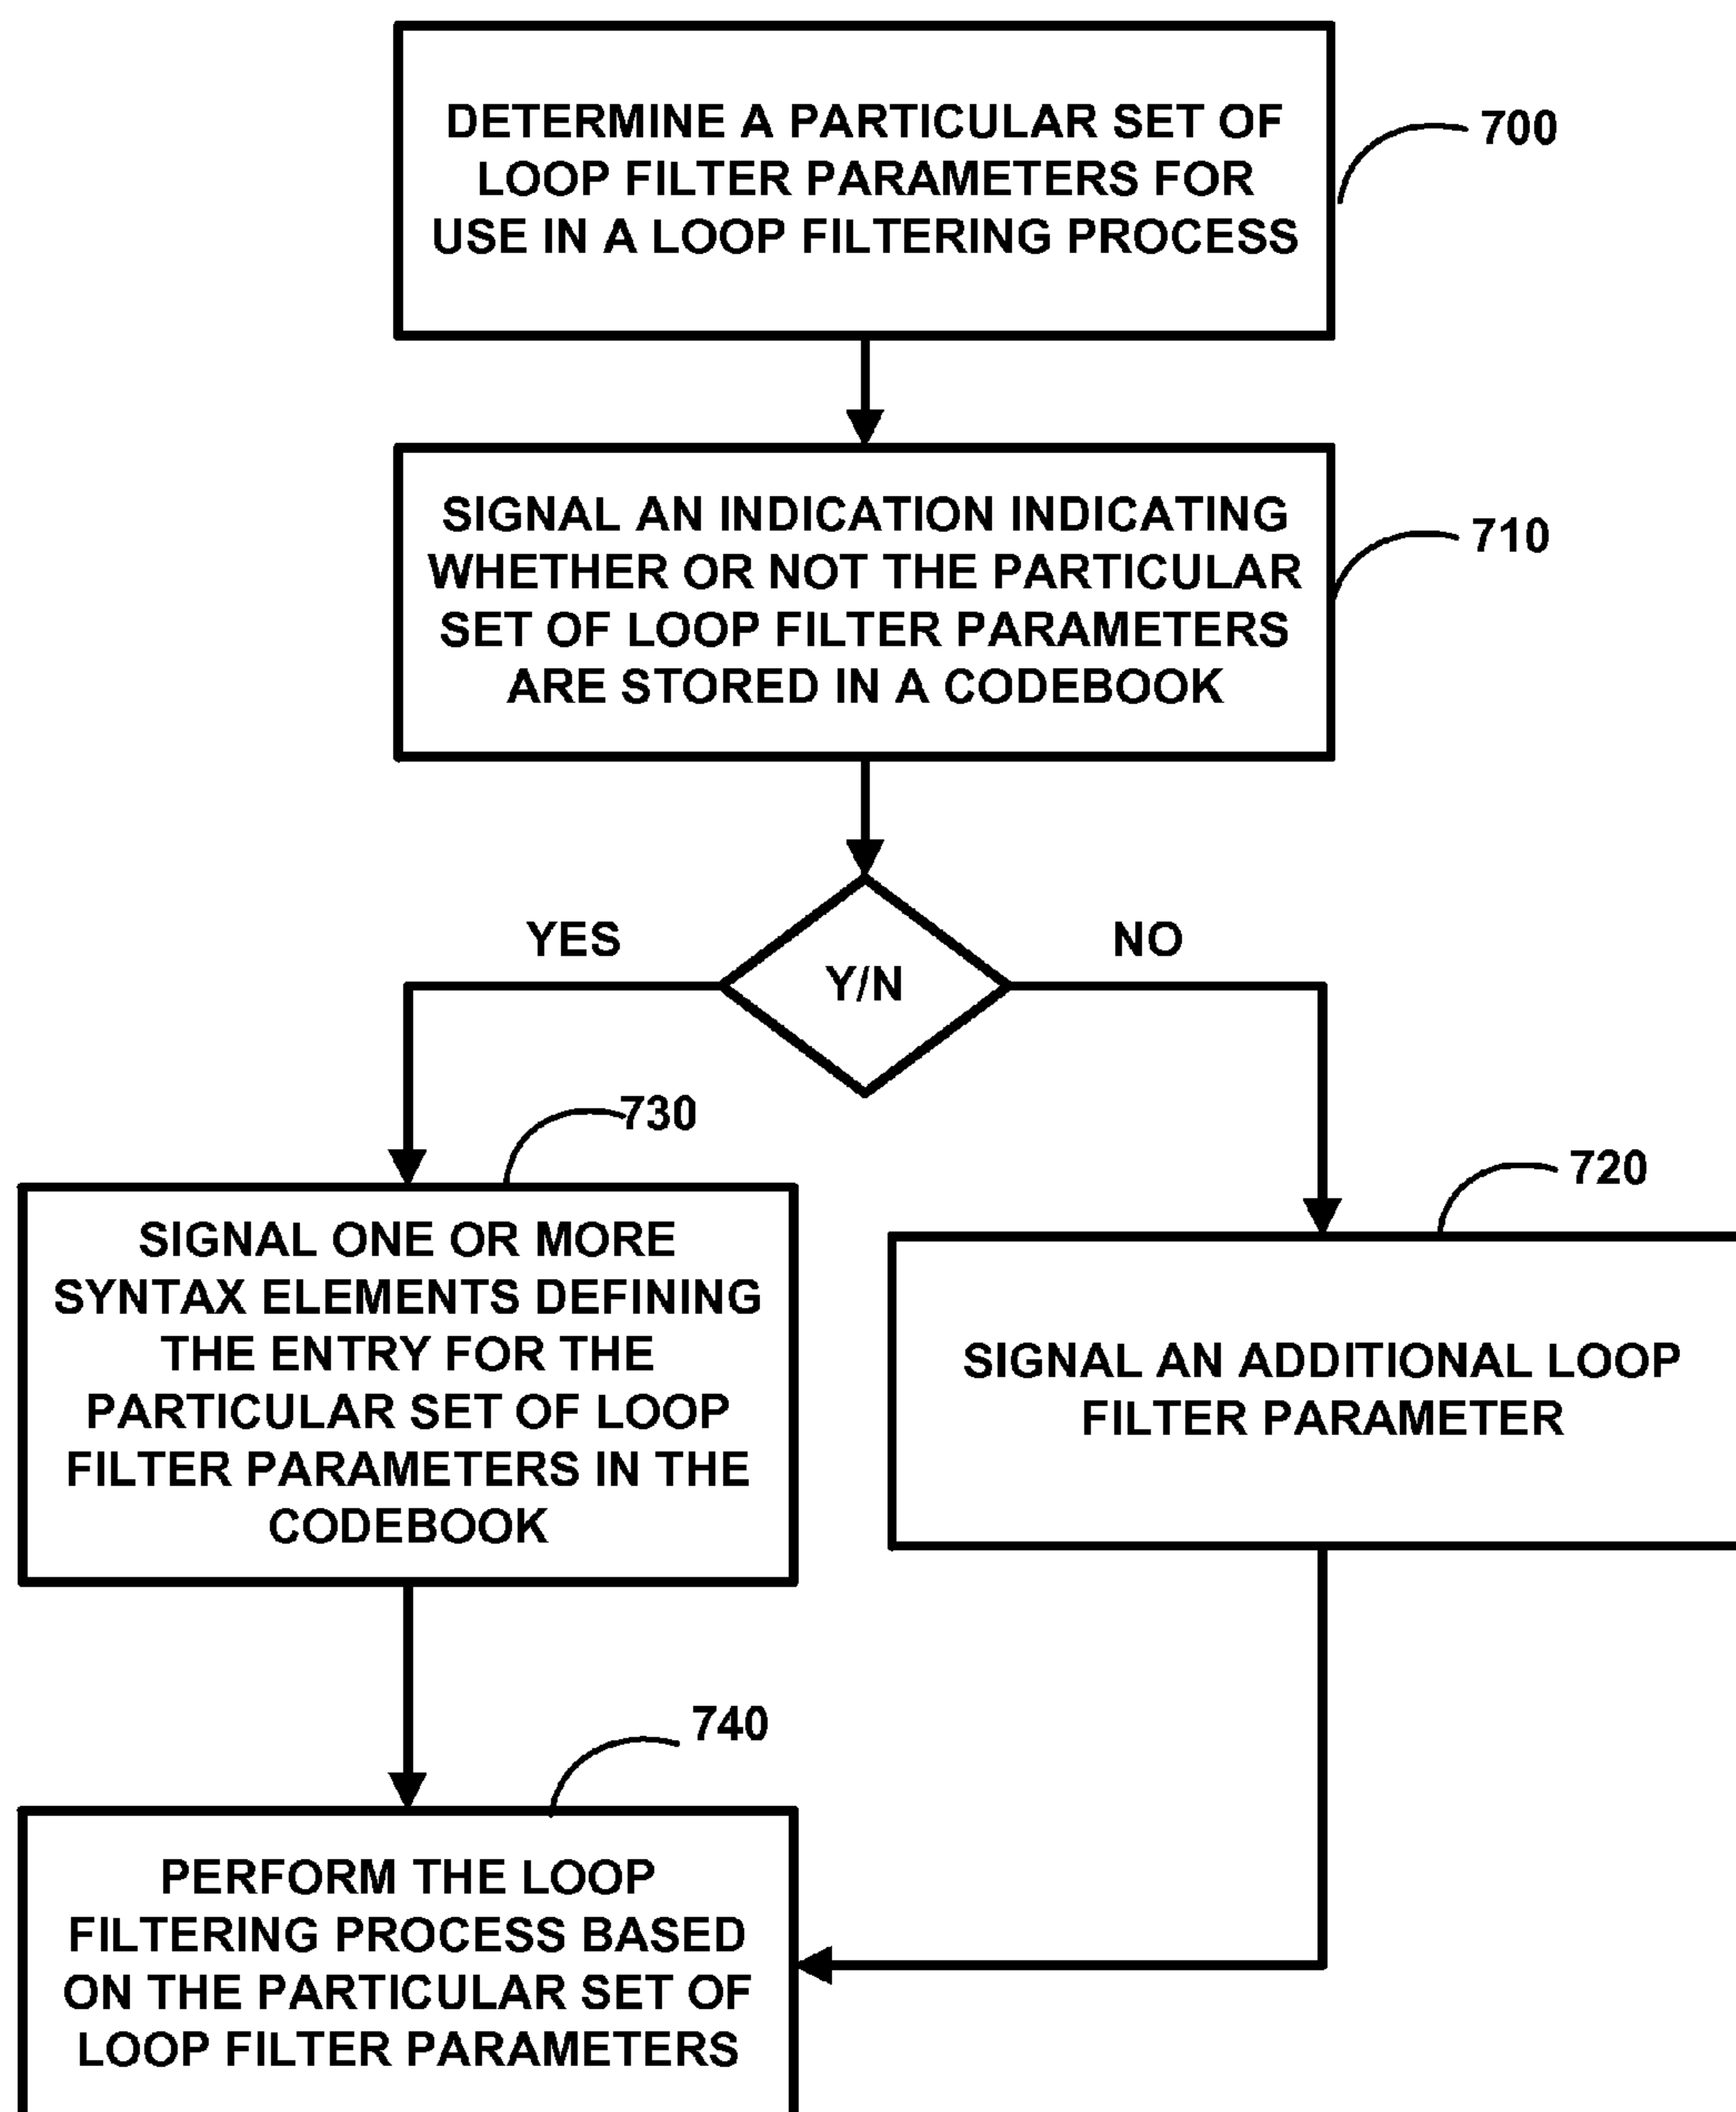 DETERMINE A PARTICULAR SET OF
LOOP FILTER PARAMETERS FOR
USE IN A LOOP FILTERING PROCESS
700
SIGNAL AN INDICATION INDICATING
WHETHER OR NOT THE PARTICULAR
SET OF LOOP FILTER PARAMETERS
ARE STORED IN A CODEBOOK
710
YES
NO
Y/N
730
SIGNAL ONE OR MORE
SYNTAX ELEMENTS DEFINING
THE ENTRY FOR THE
PARTICULAR SET OF LOOP
FILTER PARAMETERS IN THE
CODEBOOK
720
SIGNAL AN ADDITIONAL LOOP
FILTER PARAMETER
740
PERFORM THE LOOP
FILTERING PROCESS BASED
ON THE PARTICULAR SET OF
LOOP FILTER PARAMETERS